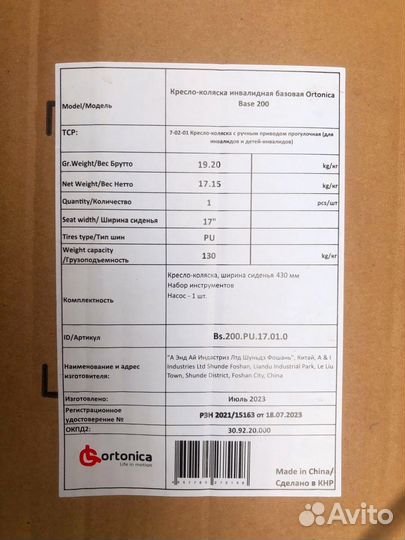 Model/Модель
Кресло-коляска инвалидная базовая Ortonica
Base 200
ТСР:
7-02-01 Кресло-коляска с ручным приводом прогулочная (для
инвалидов и детей-инвалидов)
Gr.Weight/Вес Брутто 19.20 kg/кг
Net Weight/Вес Нетто 17.15 kg/кг
Quantity/Количество 1 pcs/шт
Seat width/ Ширина сиденья 17"
Tires type/Тип шин PU
Weight capacity
/Грузоподъемность 130 kg/кг
Комплектность
Кресло-коляска, ширина сиденья 430 мм
Набор инструментов
Насос - 1 шт.
ID/Артикул Bs.200.PU.17.01.0
Наименование и адрес
изготовителя:
"А Энд Ай Индастриз Лтд Шуньдэ Фошань", Китай, A & I
Industries Ltd Shunde Foshan, Liandu Industrial Park, Le Liu
Town, Shunde District, Foshan City, China
Изготовлено: Июль 2023
Регистрационное
удостоверение № РЗН 2021/15163 от 18.07.2023
ОКПД2: 30.92.20.000
ortonica
Life in motion
Made in China/
Сделано в КНР
Avito